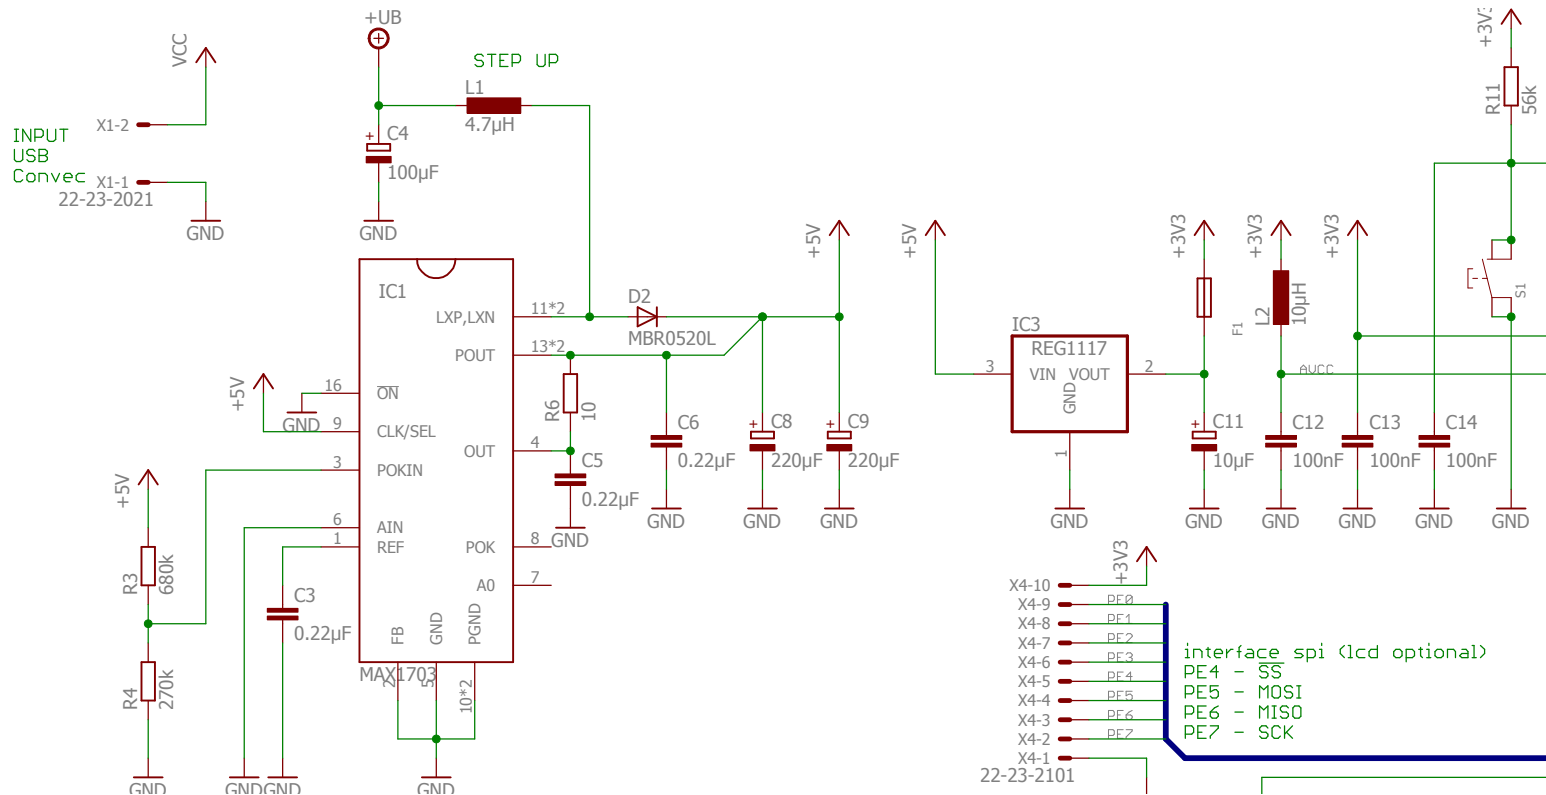 +UB
STEP UP
VCC
L1
4.7µH
X1-2
INPUT
USB
Convec
X1-1
22-23-2021
GND
C4
+
100µF
GND
+5V
IC1
LXP,LXN
11*2
D2
MBR0520L
POUT
13*2
16
ON
GND
+5V
9
CLK/SEL
R6
10
C6
0.22µF
+
C8
220µF
+
C9
220µF
OUT
4
C5
0.22µF
GND
GND
GND
GND
3
POKIN
+5V
6
AIN
1
REF
POK
8
A0
7
R3
680k
C3
0.22µF
R4
270k
FB
GND
PGND
MAX1703
2
5
10*2
GND
GND
GND
GND
+5V
IC3
REG1117
3
VIN
VOUT
2
GND
1
GND
+3V3
F1
+
C11
10µF
GND
+3V3
L2
10µH
AVCC
C12
100nF
GND
+3V3
C13
100nF
GND
C14
100nF
GND
+3V3
R11
56k
S1
GND
+3V3
X4-10
X4-9 PE0
X4-8 PE1
X4-7 PE2
X4-6 PE3
X4-5 PE4
X4-4 PE5
X4-3 PE6
X4-2 PE7
X4-1
22-23-2101
interface spi (lcd optional)
PE4 - SS
PE5 - MOSI
PE6 - MISO
PE7 - SCK